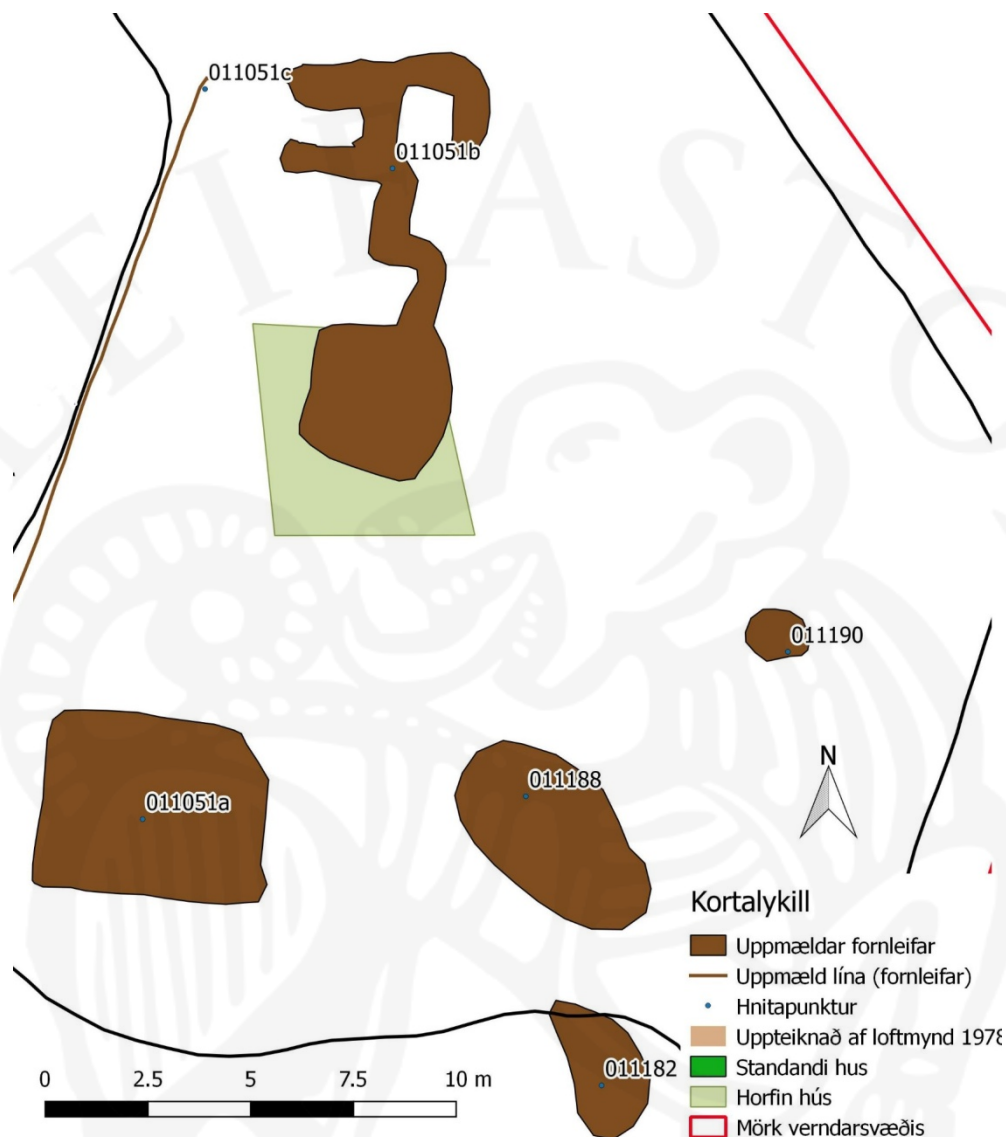 011051c
011051b
011190
011188
011051a
N
011182
0 2.5 5 7.5 10 m
Kortalykill
Uppmældar fornleifar
Uppmæld lína (fornleifar)
Hnitapunktur
Uppteiknað af loftmynd 1978
Standandi hus
Horfin hús
Mörk verndarsvæðis